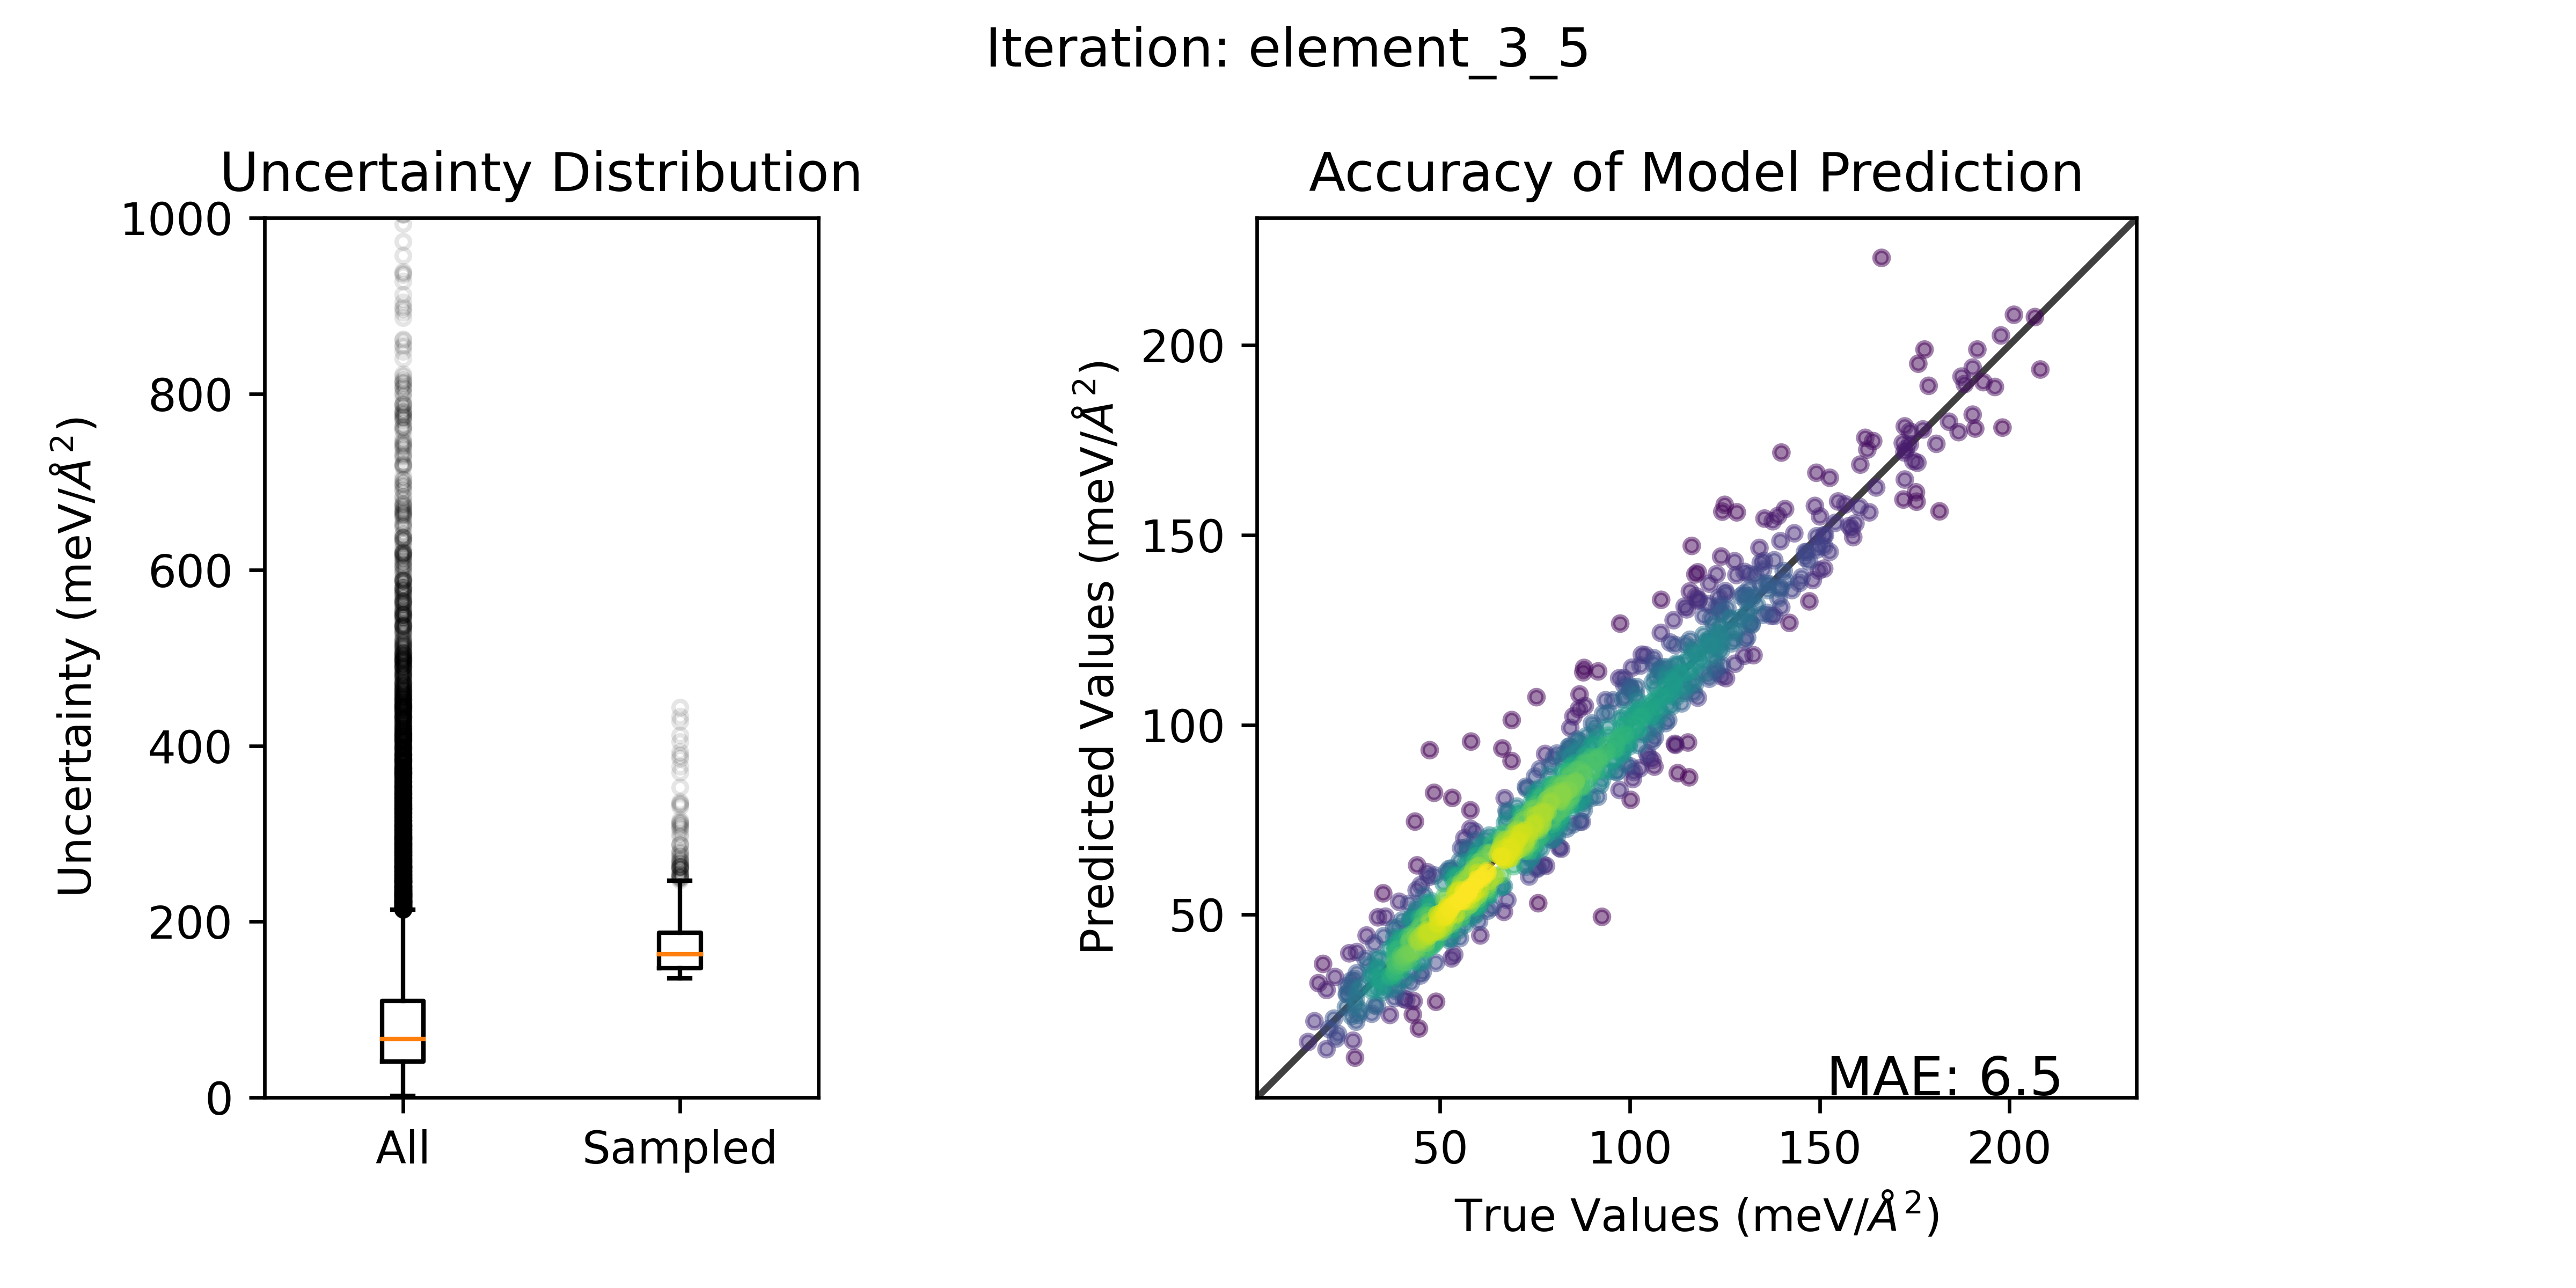 Iteration: element_3_5
Uncertainty Distribution
1000
800
600
400
200
0
Uncertainty (meV/Å²)
All
Sampled
Accuracy of Model Prediction
200
150
100
50
Predicted Values (meV/Å²)
MAE: 6.5
50
100
150
200
True Values (meV/Å²)